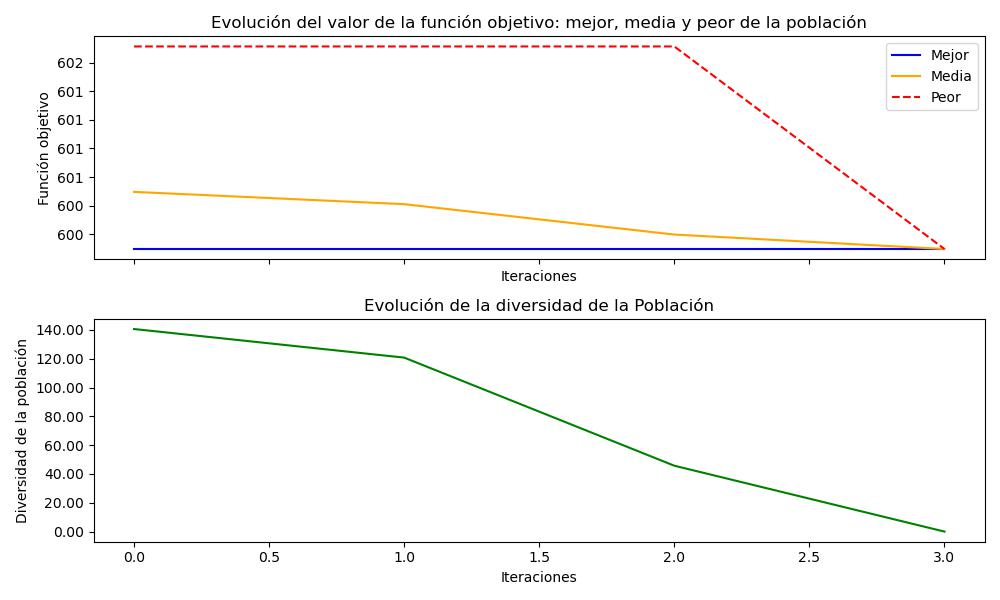 Evolución del valor de la función objetivo: mejor, media y peor de la población
Función objetivo
602
601
601
601
601
600
600
Mejor
Media
Peor
Iteraciones
Evolución de la diversidad de la Población
Diversidad de la población
140.00
120.00
100.00
80.00
60.00
40.00
20.00
0.00
0.0 0.5 1.0 1.5 2.0 2.5 3.0
Iteraciones